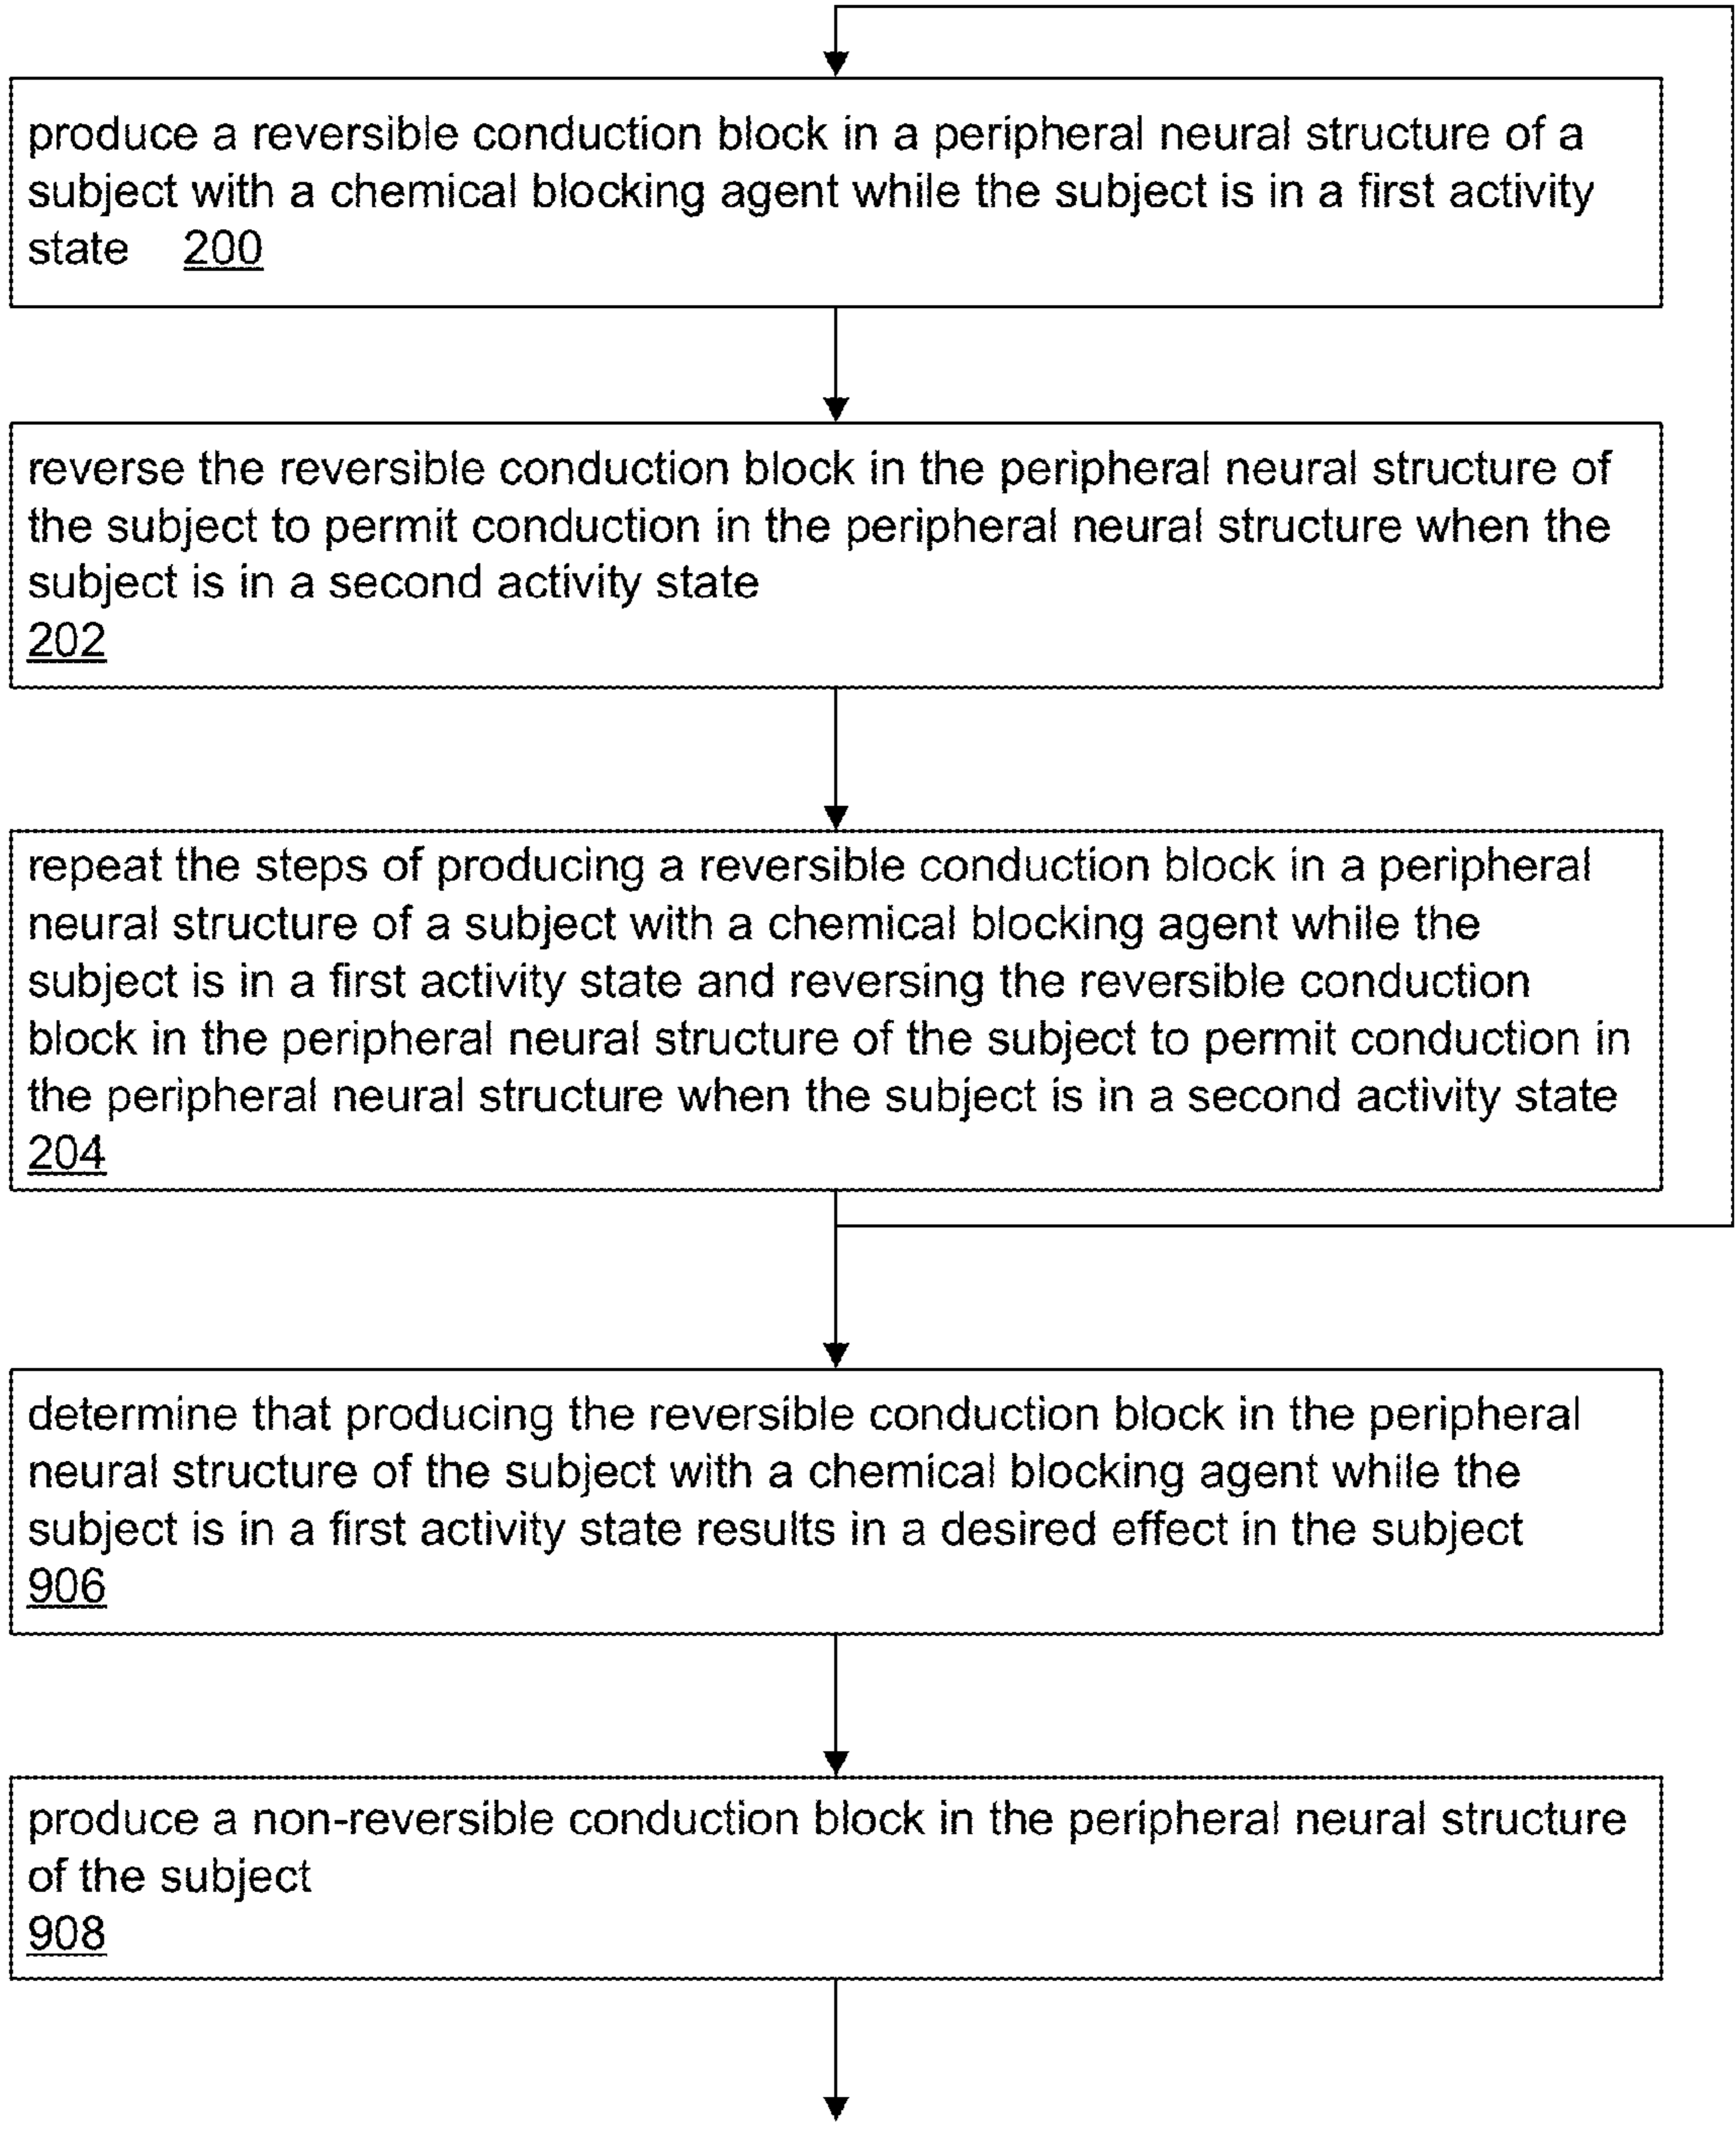 produce a reversible conduction block in a peripheral neural structure of a
subject with a chemical blocking agent while the subject is in a first activity
state 200
reverse the reversible conduction block in the peripheral neural structure of
the subject to permit conduction in the peripheral neural structure when the
subject is in a second activity state
202
repeat the steps of producing a reversible conduction block in a peripheral
neural structure of a subject with a chemical blocking agent while the
subject is in a first activity state and reversing the reversible conduction
block in the peripheral neural structure of the subject to permit conduction in
the peripheral neural structure when the subject is in a second activity state
204
determine that producing the reversible conduction block in the peripheral
neural structure of the subject with a chemical blocking agent while the
subject is in a first activity state results in a desired effect in the subject
906
produce a non-reversible conduction block in the peripheral neural structure
of the subject
908